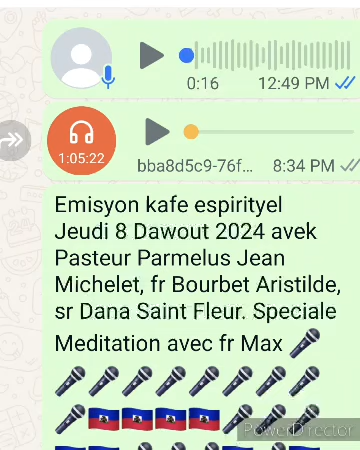 0:16 12:49 PM
1:05:22
bba8d5c9-76f... 8:34 PM
Emisyon kafe espirityel
Jeudi 8 Dawout 2024 avek
Pasteur Parmelus Jean
Michelet, fr Bourbet Aristilde,
sr Dana Saint Fleur. Speciale
Meditation avec fr Max 🎤
🎤🎤🎤🎤🎤🎤🎤🎤
🎤🇭🇹🇭🇹🇭🇹🇭🇹🎤🎤🎤
PowerDirector